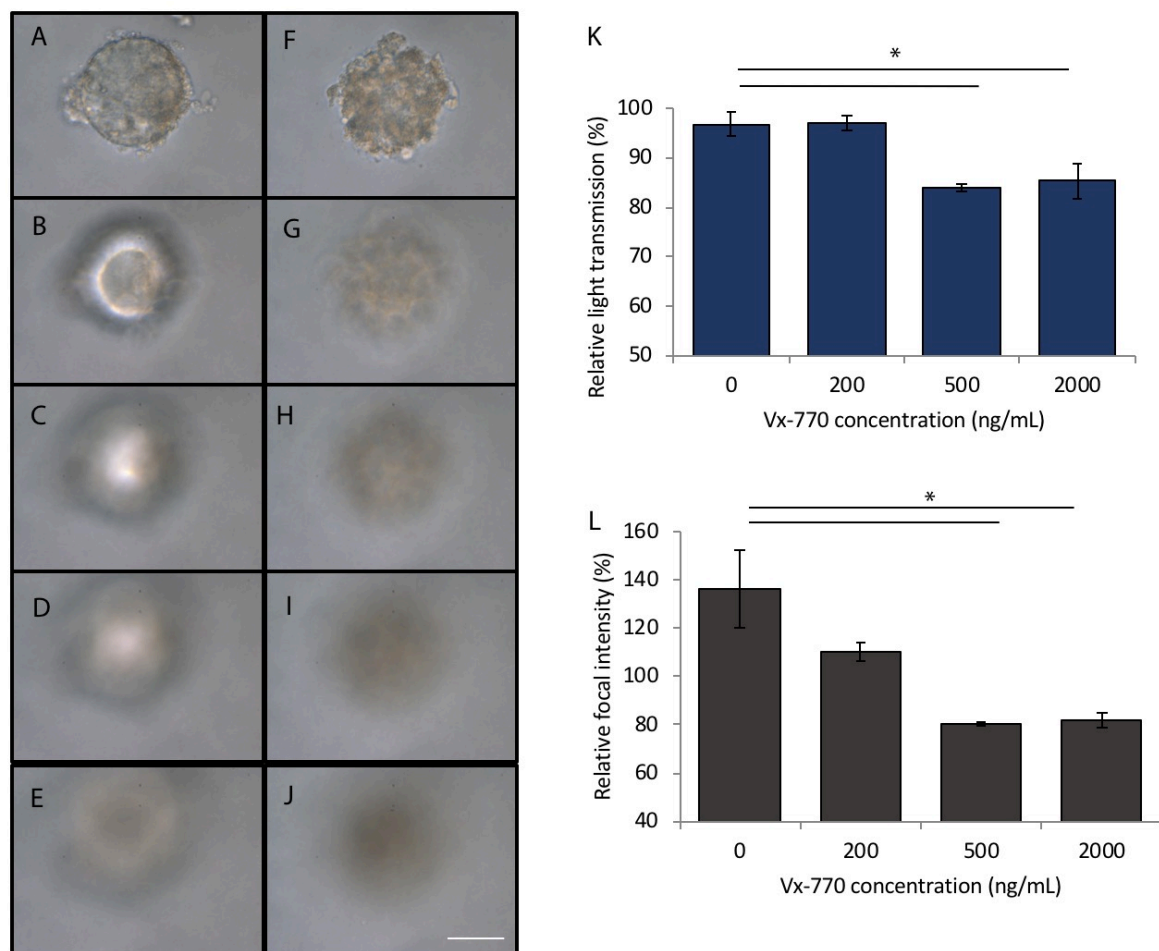 A
F
B
G
C
H
D
I
E
J
K
*
Relative light transmission (%)
100
90
80
70
60
50
0 200 500 2000
Vx-770 concentration (ng/mL)
L
*
Relative focal intensity (%)
160
140
120
100
80
60
40
0 200 500 2000
Vx-770 concentration (ng/mL)